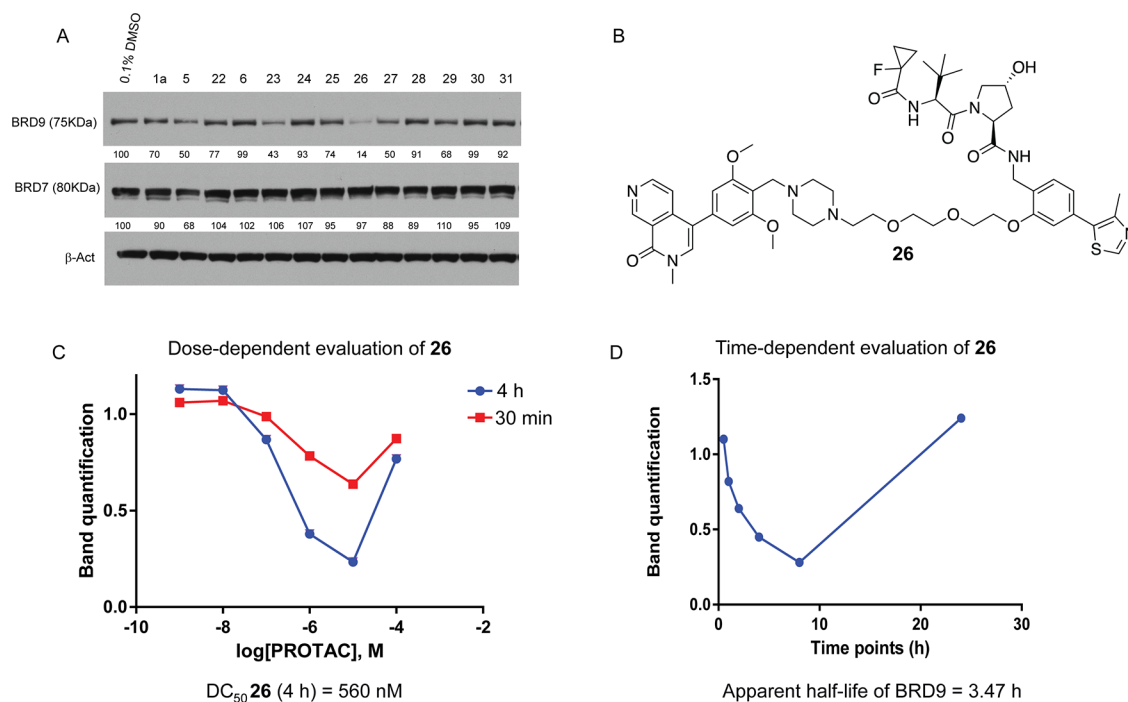 A
0.1% DMSO
1a 5 22 6 23 24 25 26 27 28 29 30 31
BRD9 (75KDa)
100 70 50 77 99 43 93 74 14 50 91 68 99 92
BRD7 (80KDa)
100 90 68 104 102 106 107 95 97 88 89 110 95 109
β-Act
B
F
O
N
H
O
N
OH
O
NH
O
N
N
N
O
O
O
O
O
N
O
S
N
26
C
Dose-dependent evaluation of 26
4 h
30 min
1.0
0.5
0.0
Band quantification
-10 -8 -6 -4 -2
log[PROTAC], M
DC50 26 (4 h) = 560 nM
D
Time-dependent evaluation of 26
1.5
1.0
0.5
0.0
Band quantification
0 10 20 30
Time points (h)
Apparent half-life of BRD9 = 3.47 h